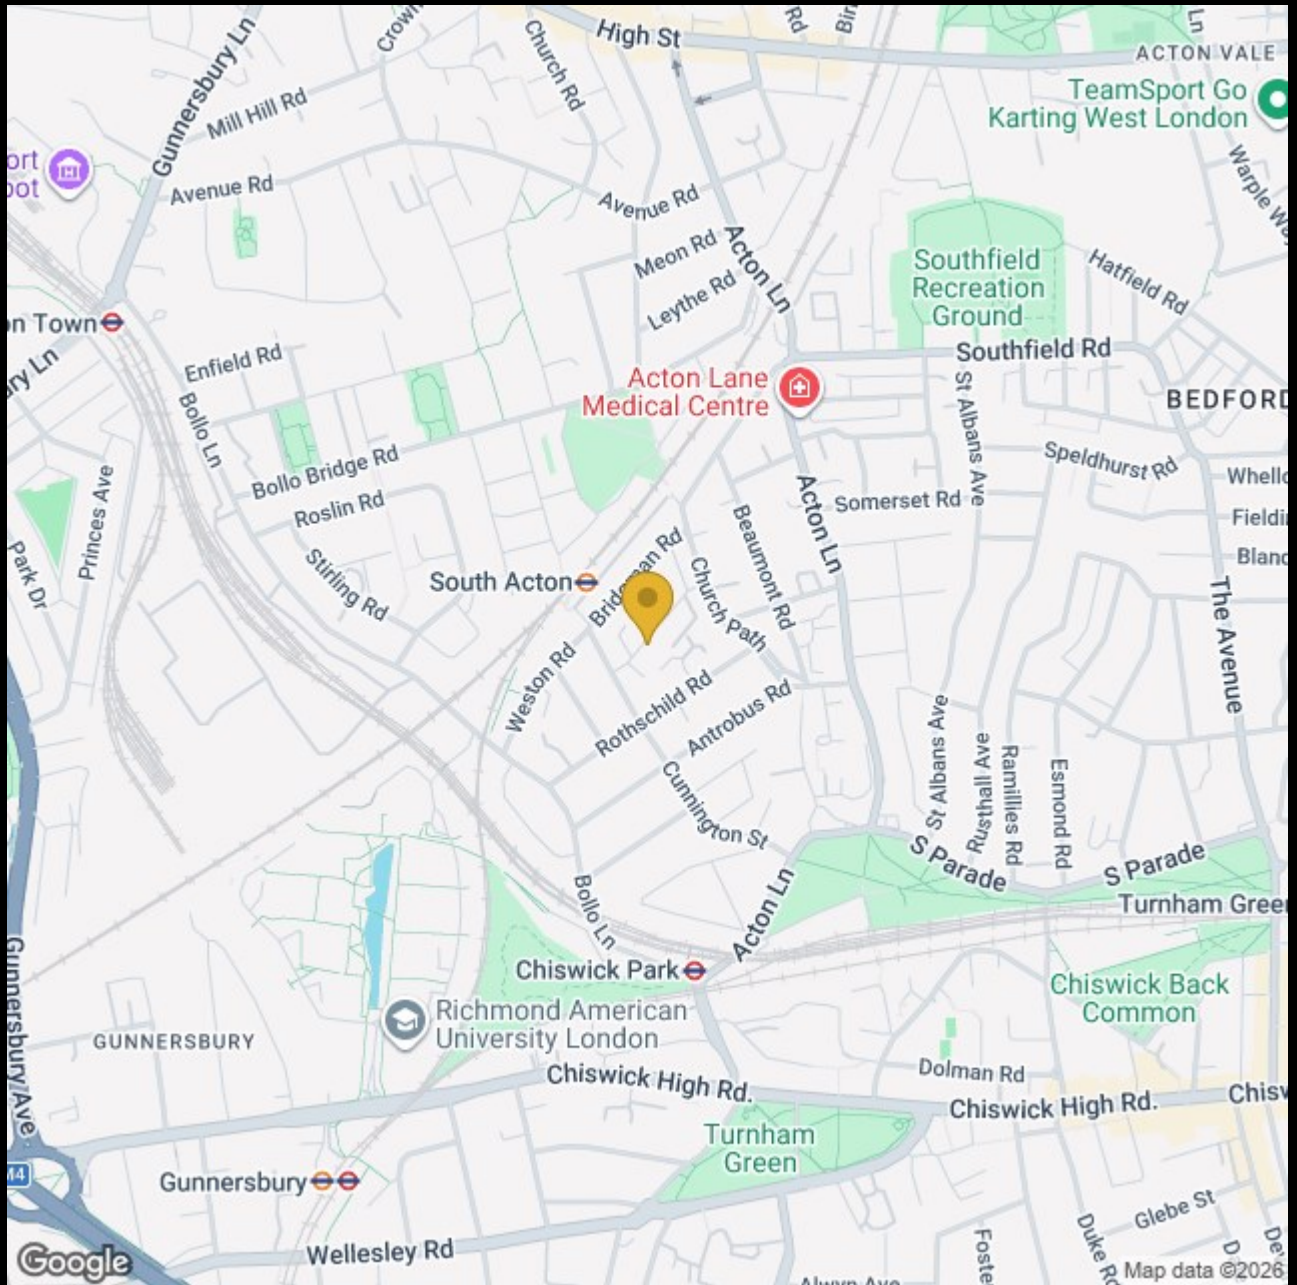 High St
Rd
Ln
ACTON VALE
TeamSport Go
Karting West London
Gunnersbury Ln
Mill Hill Rd
Church Rd
Avenue Rd
Avenue Rd
Meon Rd
Leythe Rd
Acton Ln
Southfield
Recreation
Ground
Hatfield Rd
Southfield Rd
Enfield Rd
Bollo Ln
Acton Lane
Medical Centre
St Albans Ave
Speldhurst Rd
Somerset Rd
Bollo Bridge Rd
Roslin Rd
Princes Ave
Park Dr
Stirling Rd
South Acton
Church Path
Beaumont Rd
Acton Ln
The Avenue
Weston Rd
Rothschild Rd
Antrobus Rd
Cunnington St
St Albans Ave
Rusthall Ave
Ramillies Rd
Esmond Rd
S Parade
S Parade
Bollo Ln
Acton Ln
Chiswick Park
Chiswick Back
Common
Richmond American
University London
GUNNERSBURY
Gunnersbury Ave
Chiswick High Rd.
Dolman Rd
Chiswick High Rd.
Turnham
Green
Gunnersbury
Wellesley Rd
Glebe St
Google
Map data ©2026